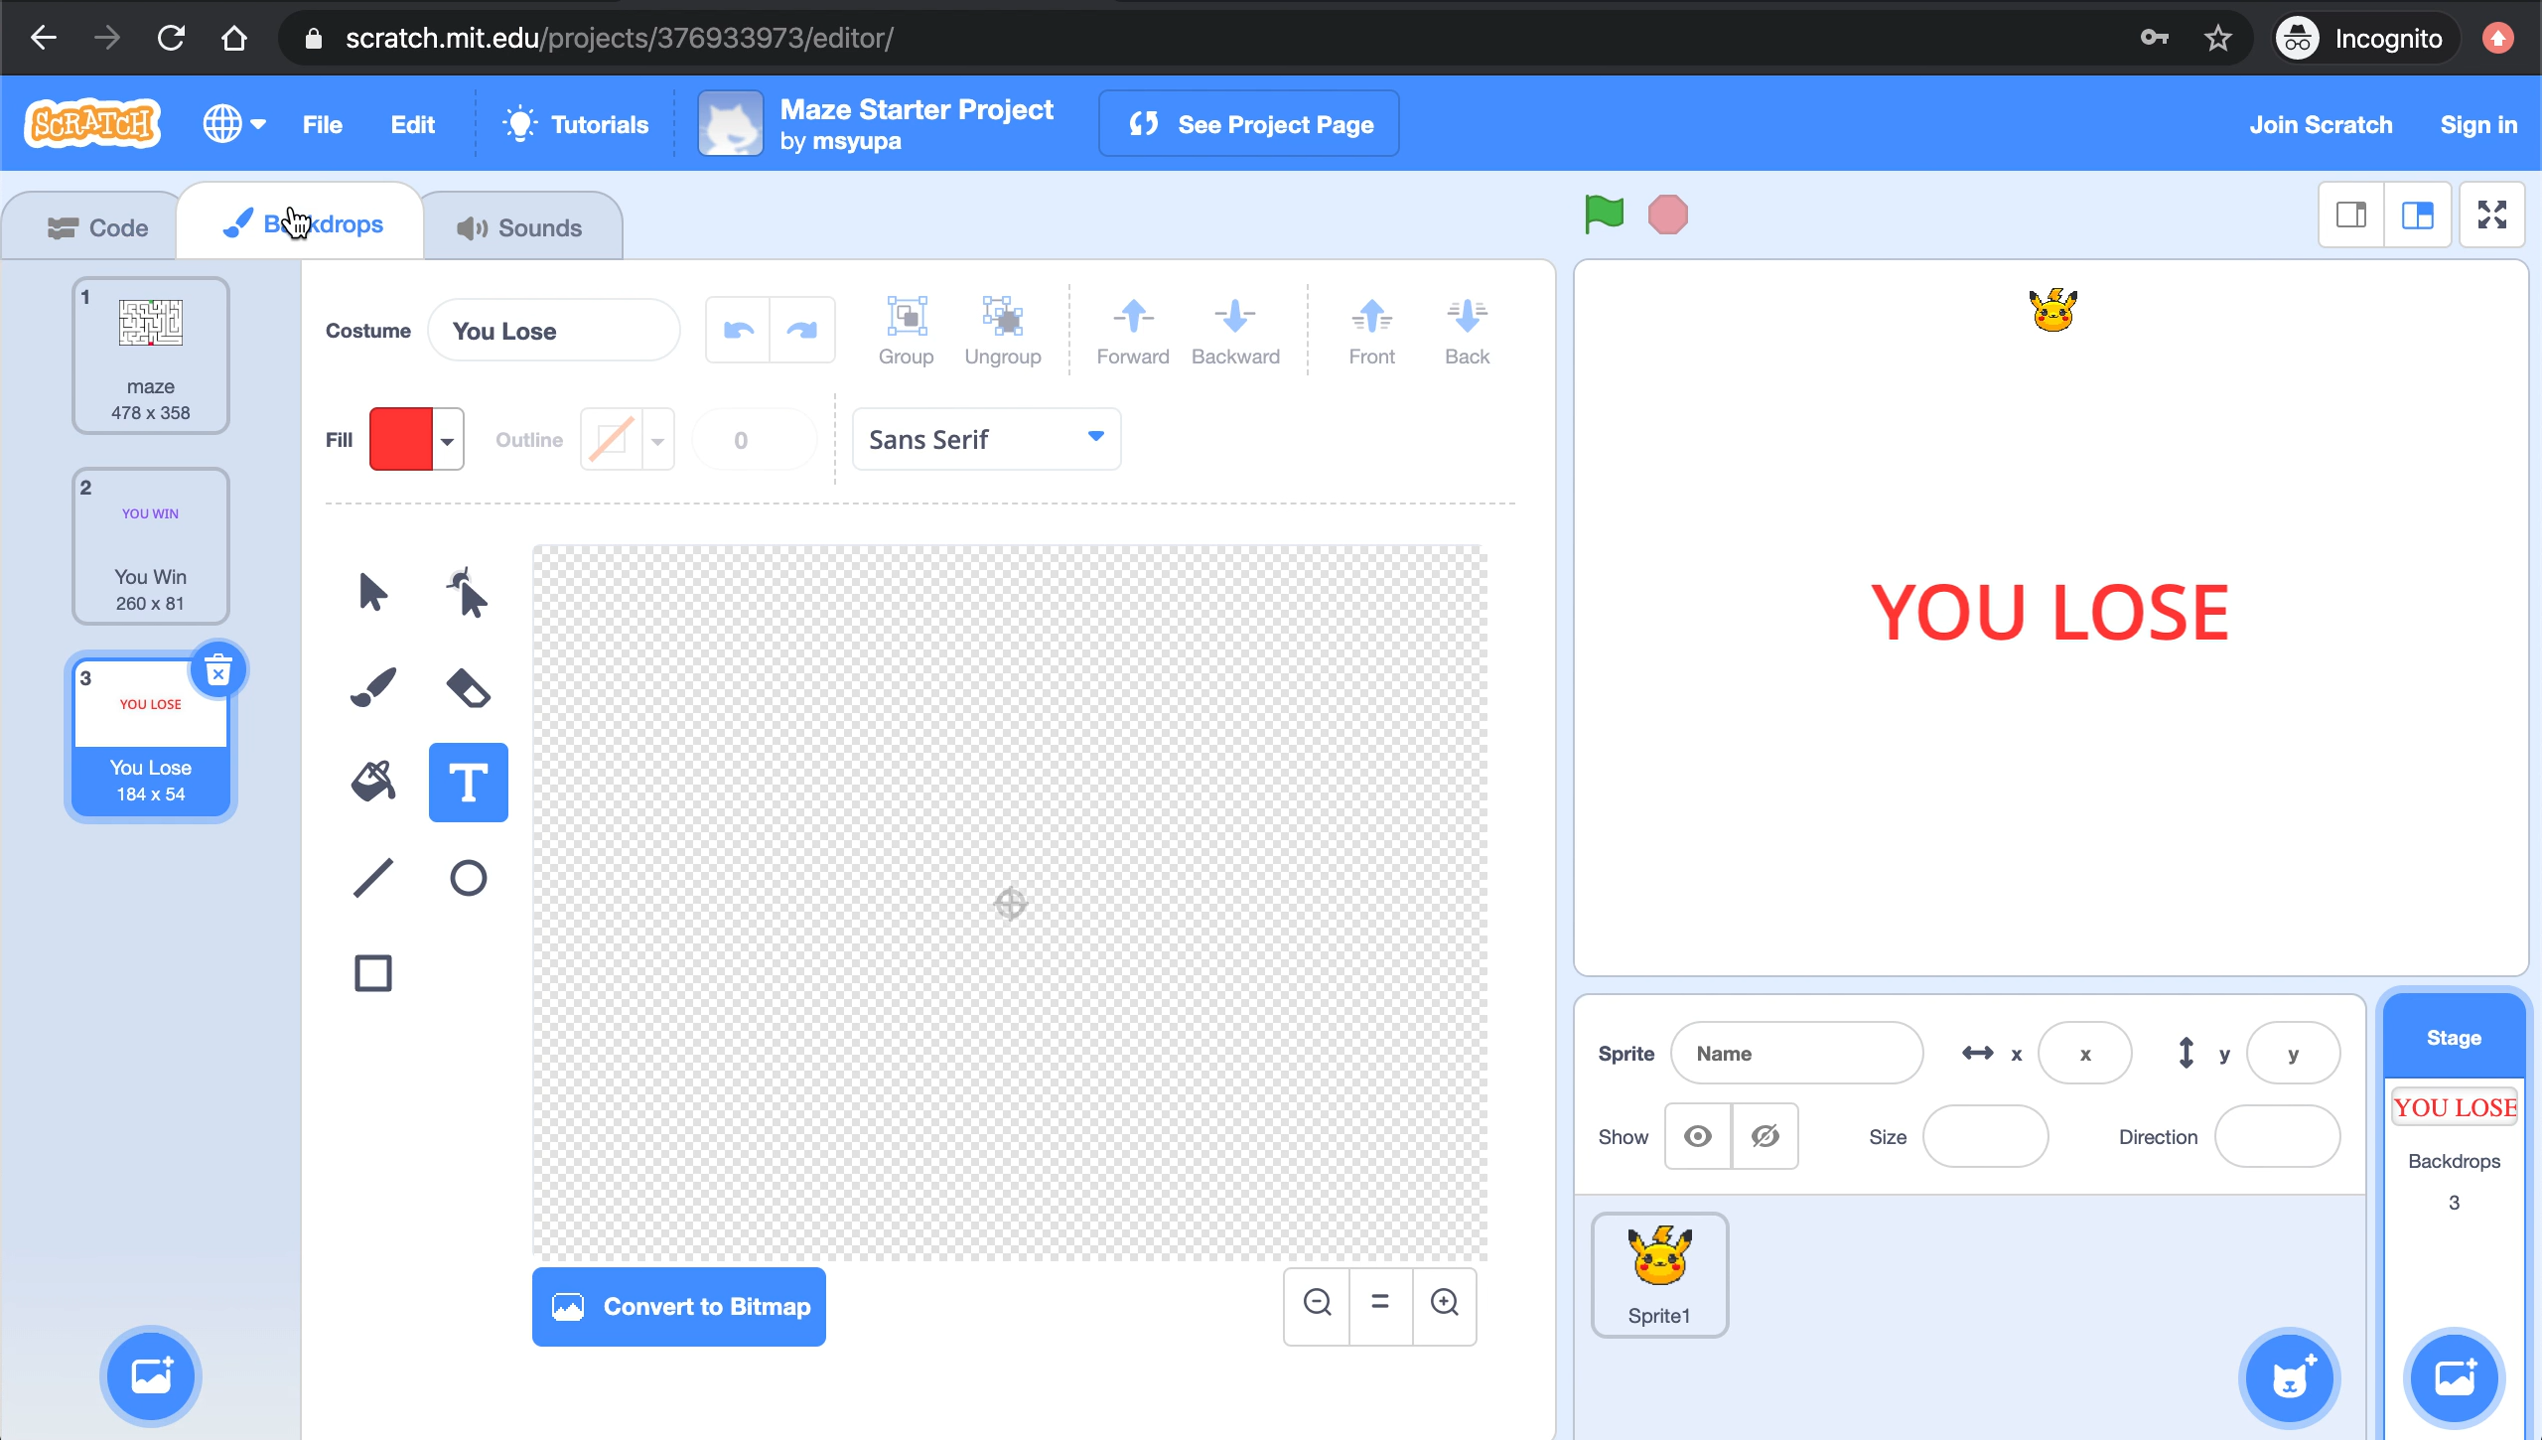 scratch.mit.edu/projects/376933973/editor/
Incognito
SCRATCH
File
Edit
Tutorials
Maze Starter Project
by msyupa
See Project Page
Join Scratch
Sign in
Code
Sounds
1
maze
478 x 358
2
YOU WIN
You Win
260 x 81
3
YOU LOSE
You Lose
184 x 54
Costume
You Lose
Group
Ungroup
Forward
Backward
Front
Back
Fill
Outline
0
Sans Serif
T
Convert to Bitmap
YOU LOSE
Sprite
Name
x
x
y
y
Show
Size
Direction
Sprite1
Stage
YOU LOSE
Backdrops
3